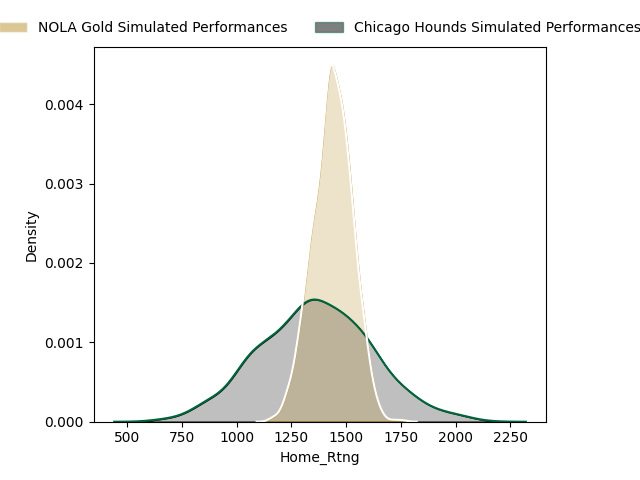 NOLA Gold Simulated Performances Chicago Hounds Simulated Performances
0.004
0.003
0.002
0.001
0.000
Density
500 750 1000 1250 1500 1750 2000 2250
Home_Rtng